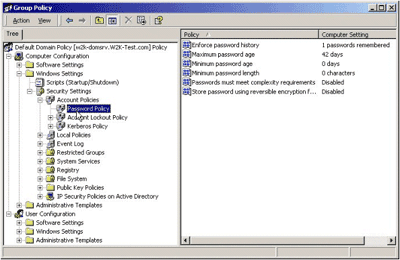 Group Policy
Action View
Tree
Default Domain Policy [w2k-domsrv.W2K-Test.com] Policy
Computer Configuration
Software Settings
Windows Settings
Scripts (Startup/Shutdown)
Security Settings
Account Policies
Password Policy
Account Lockout Policy
Kerberos Policy
Local Policies
Event Log
Restricted Groups
System Services
Registry
File System
Public Key Policies
IP Security Policies on Active Directory
Administrative Templates
User Configuration
Software Settings
Windows Settings
Administrative Templates
Policy Computer Setting
Enforce password history 1 passwords remembered
Maximum password age 42 days
Minimum password age 0 days
Minimum password length 0 characters
Passwords must meet complexity requirements Disabled
Store password using reversible encryption f... Disabled